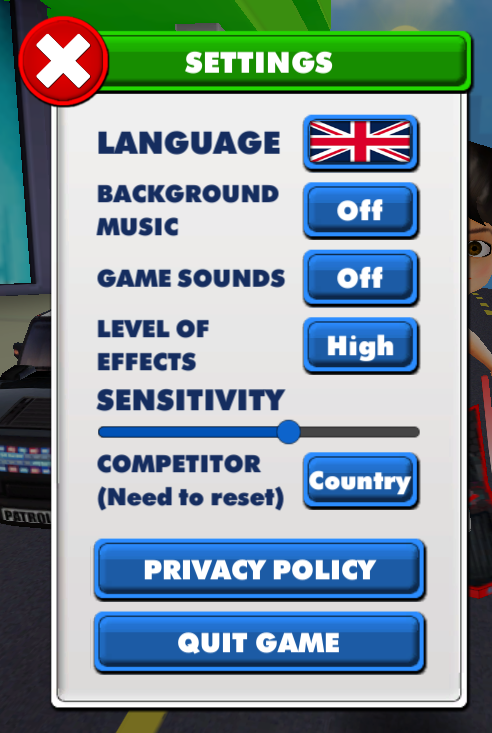 SETTINGS
LANGUAGE
BACKGROUND
MUSIC
Off
GAME SOUNDS
Off
LEVEL OF
EFFECTS
High
SENSITIVITY
COMPETITOR
(Need to reset)
Country
PATROL
PRIVACY POLICY
QUIT GAME